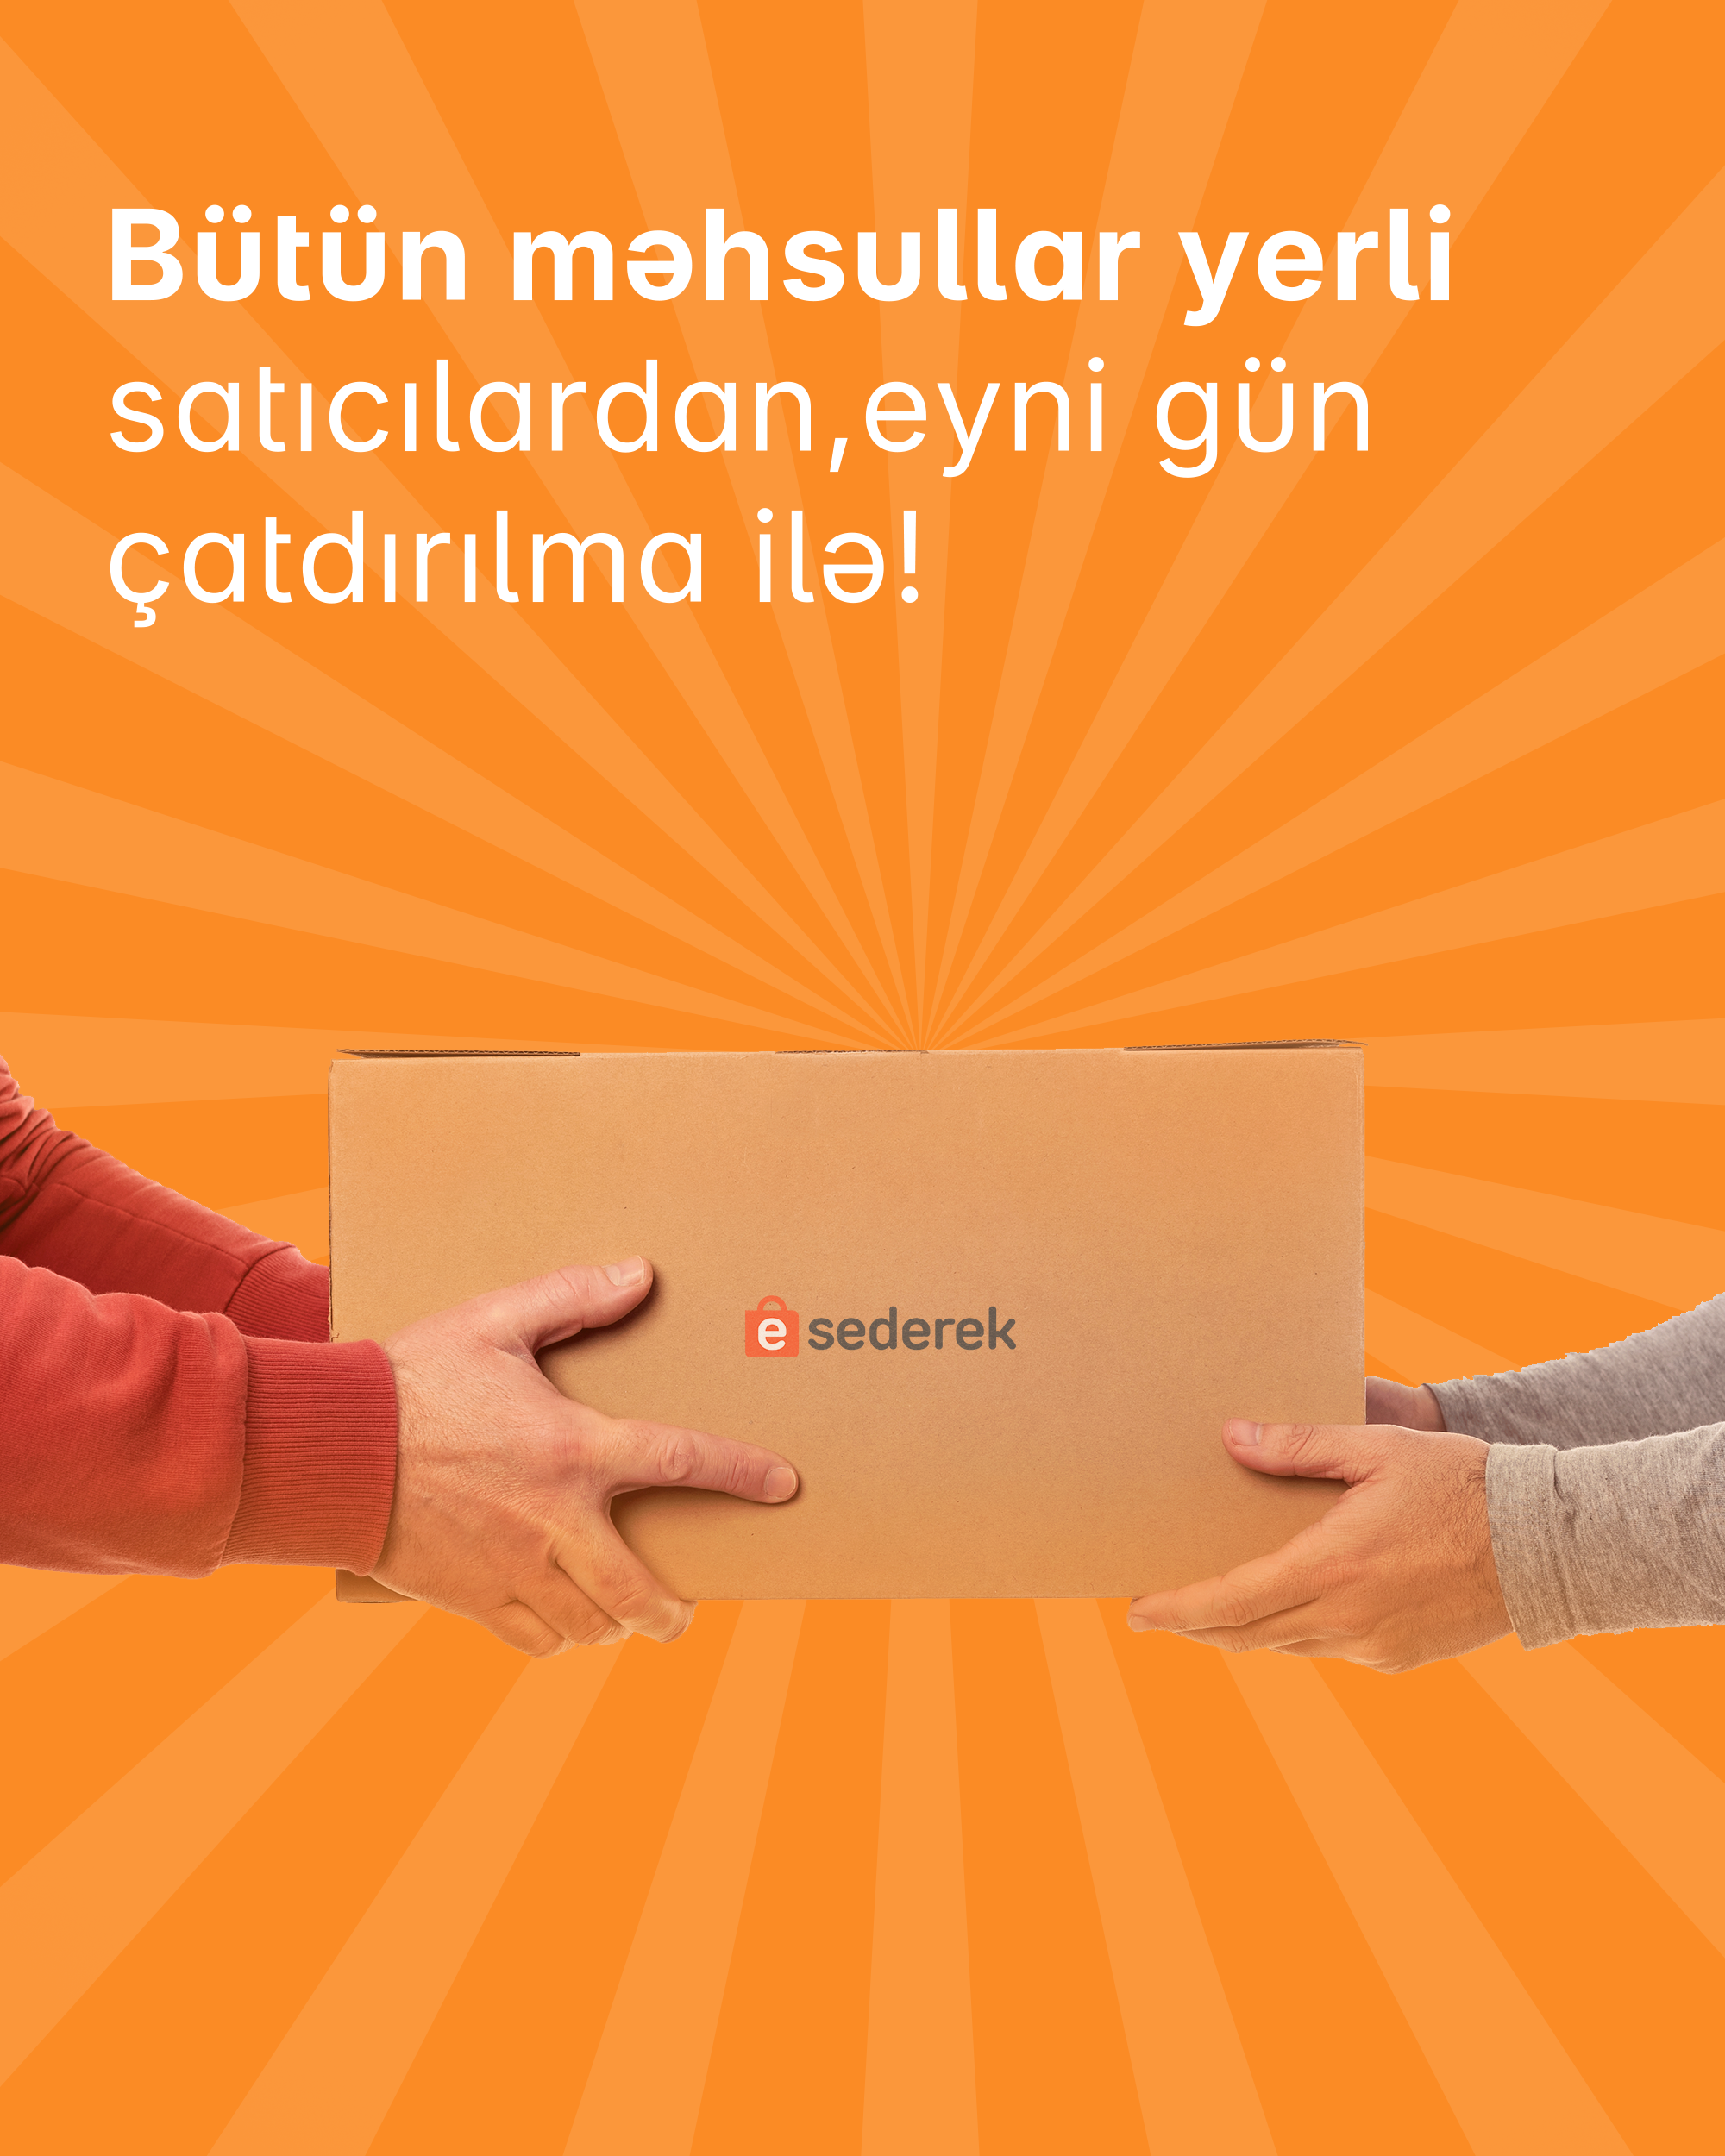 Bütün məhsullar yerli
satıcılardan,eyni gün
çatdırılma ilə!
e sederek